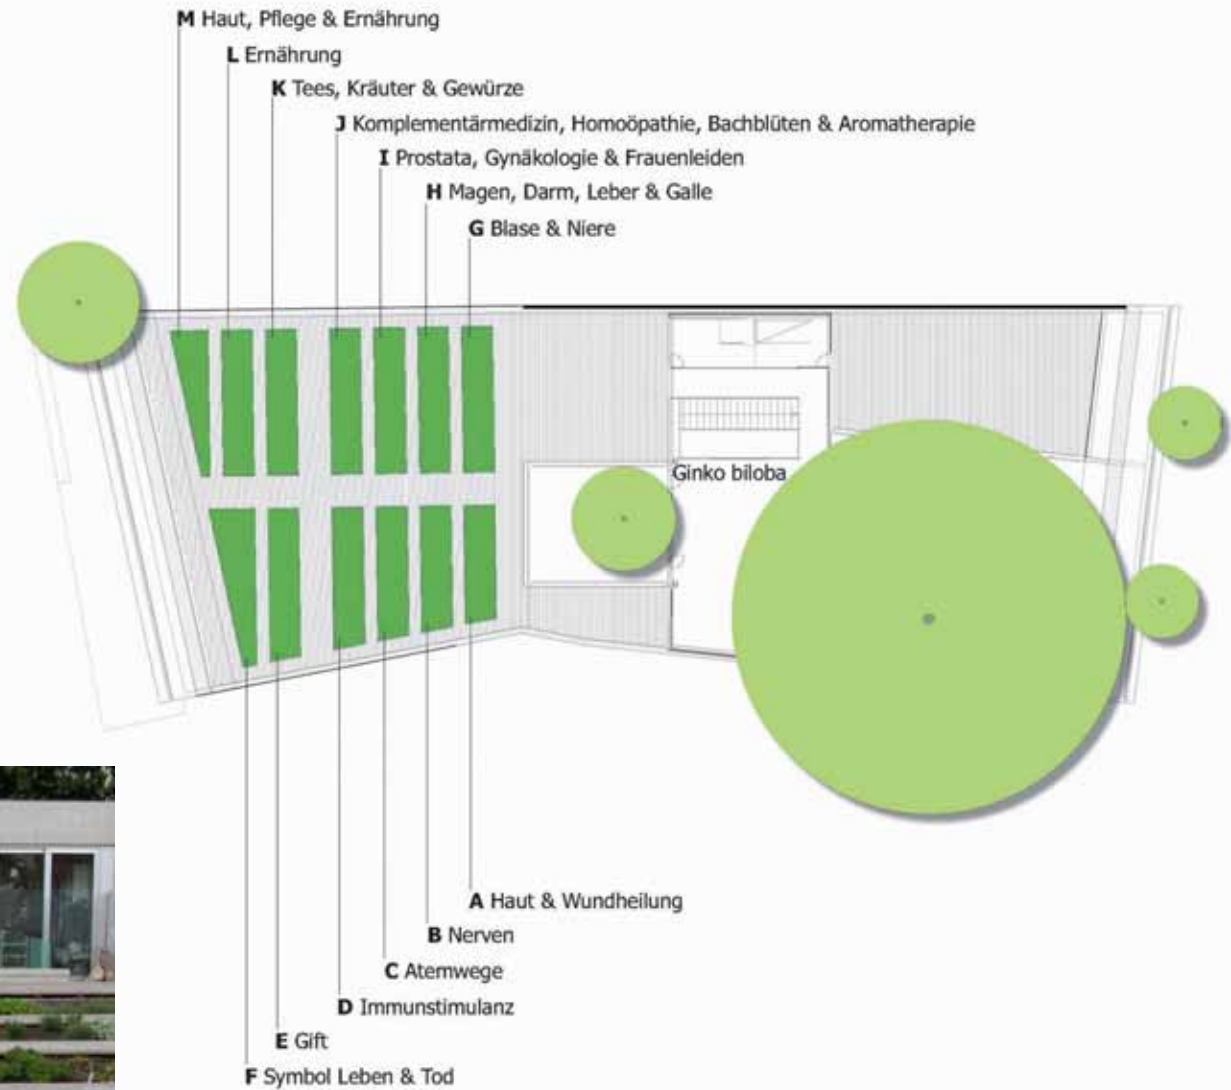 M Haut, Pflege & Ernährung
L Ernährung
K Tees, Kräuter & Gewürze
J Komplementärmedizin, Homoöpathie, Bachblüten & Aromatherapie
I Prostata, Gynäkologie & Frauenleiden
H Magen, Darm, Leber & Galle
G Blase & Niere
Ginko biloba
A Haut & Wundheilung
B Nerven
C Atemwege
D Immunstimulanz
E Gift
F Symbol Leben & Tod